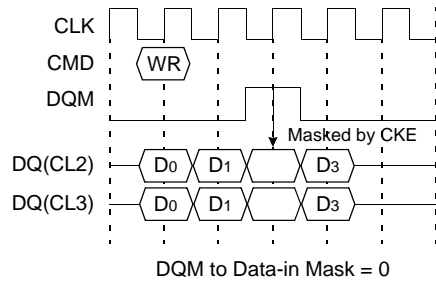 CLK
CMD WR
DQM
Masked by CKE
DQ(CL2) D0 D1 D3
DQ(CL3) D0 D1 D3
DQM to Data-in Mask = 0